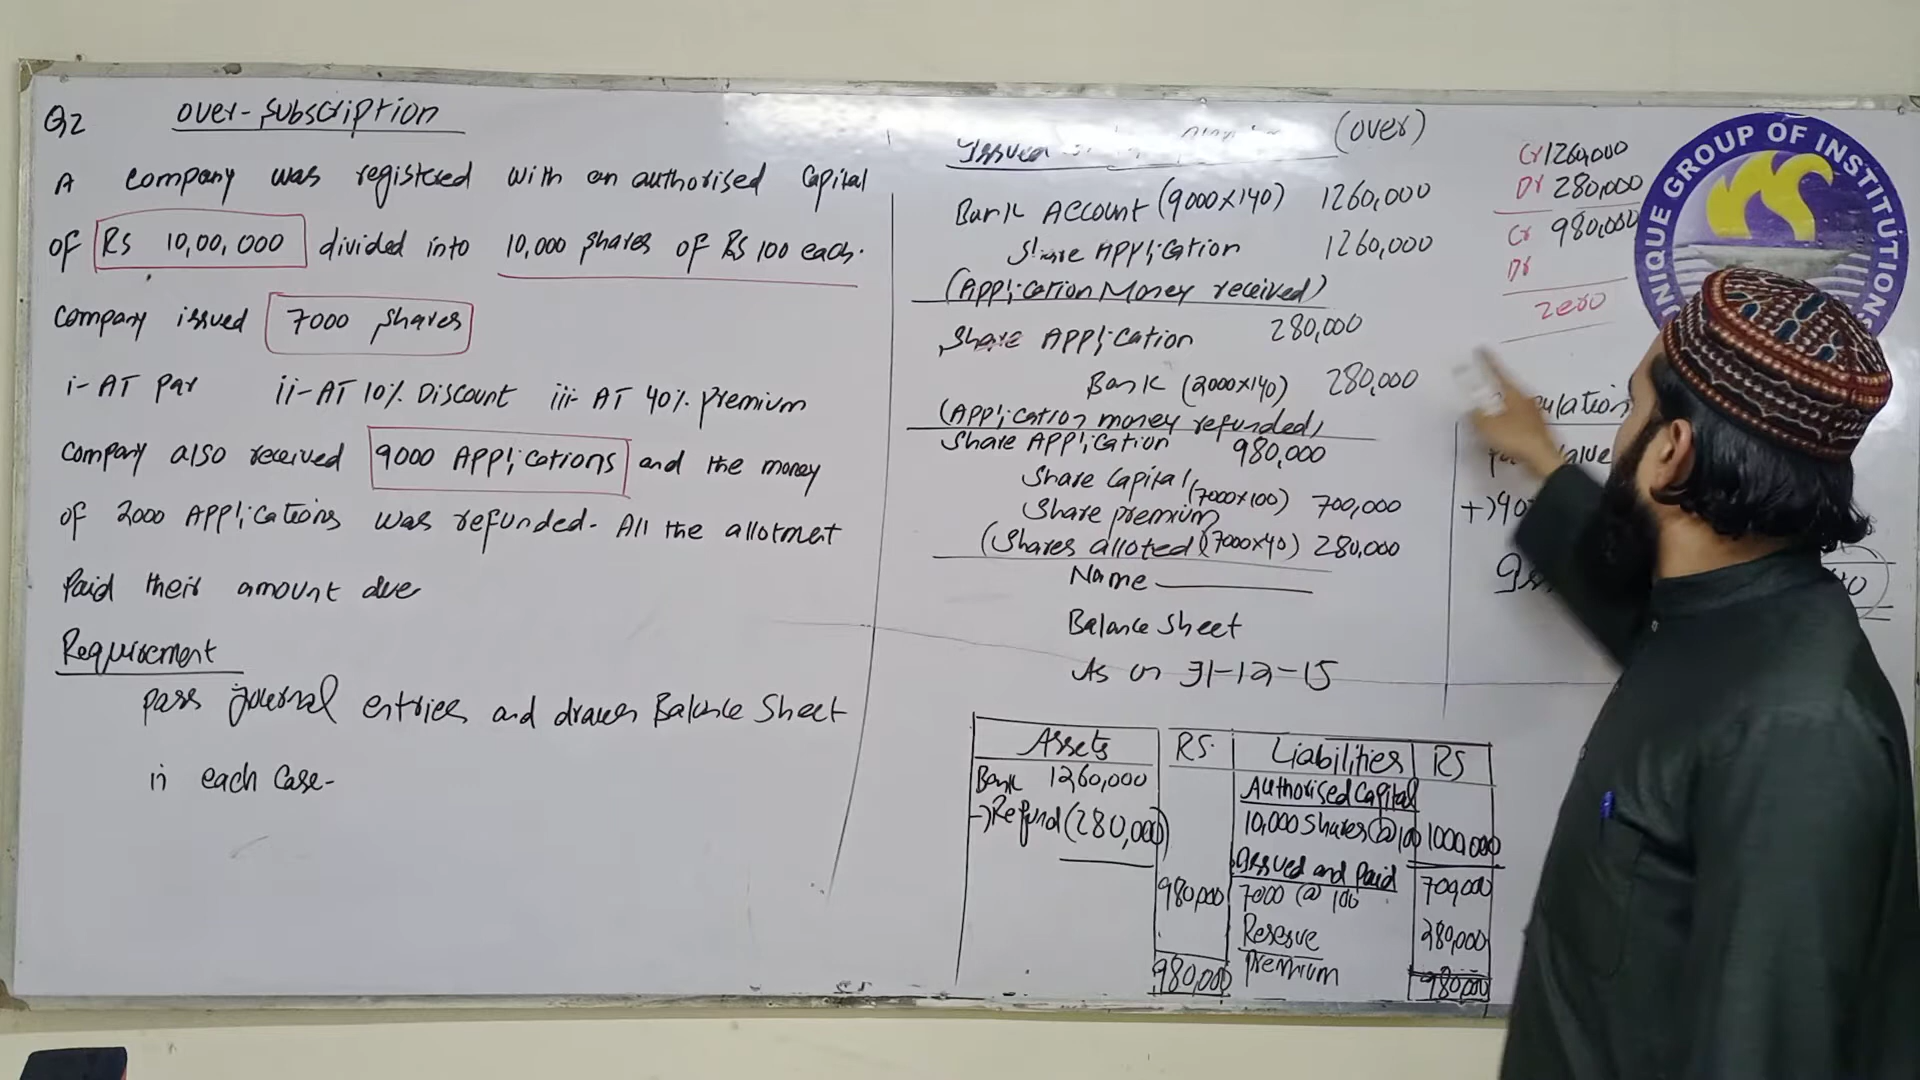 Q2 over-subscription
A company was registered with an authorised capital
of RS 10,00,000 divided into 10,000 shares of RS 100 each.
company issued 7000 shares
i- AT par ii- AT 10% Discount iii- AT 40% premium
company also received 9000 Applications and the money
of 2000 Applications was refunded- All the allotment
paid their amount due
Requirement
pass journal entries and drawn Balance Sheet
in each case-
Issued (over)
Bank Account (9000x140) 1260,000
Share Application 1260,000
(Application Money received)
Share Application 280,000
Bank (2000x140) 280,000
(Application money refunded)
Share Application 980,000
Share capital (7000x100) 700,000
Share premium
(Shares alloted (7000x40) 280,000
Name
Balance Sheet
As on 31-12-15
Assets RS. Liabilities RS
Bank 1260,000 Authorised Capital
-) Refund (280,000) 10,000 Shares @ 100 1000,000
Issued and Paid
980,000 7000 @ 100 700,000
Reserve
premium 280,000
980,000 980,000
Cr 1260,000
Dr 280,000
Cr 980,000
Dr
zero
+)40
UNIQUE GROUP OF INSTITUTIONS